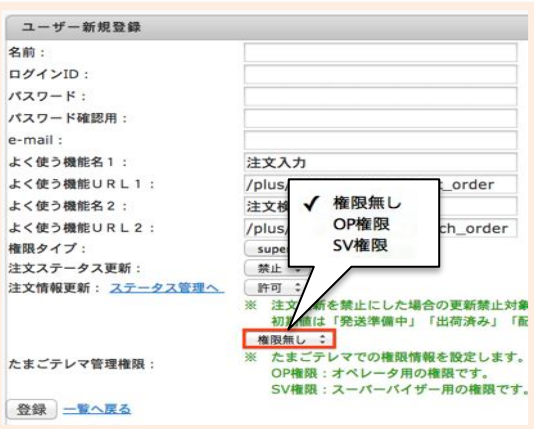 ユーザー新規登録
名前：
ログインID：
パスワード：
パスワード確認用：
e-mail：
よく使う機能名１： 注文入力
よく使う機能ＵＲＬ１： /plus/ _order
よく使う機能名２： 注文検
よく使う機能ＵＲＬ２： /plus/ ch_order
✓ 権限無し
OP権限
SV権限
権限タイプ： super
注文ステータス更新： 禁止
注文情報更新： ステータス管理へ 許可
※ 注文 新を禁止にした場合の更新禁止対象
初期値は「発送準備中」「出荷済み」「配
権限無し
たまごテレマ管理権限： ※ たまごテレマでの権限情報を設定します。
OP権限：オペレータ用の権限です。
SV権限：スーパーバイザー用の権限です。
登録 一覧へ戻る